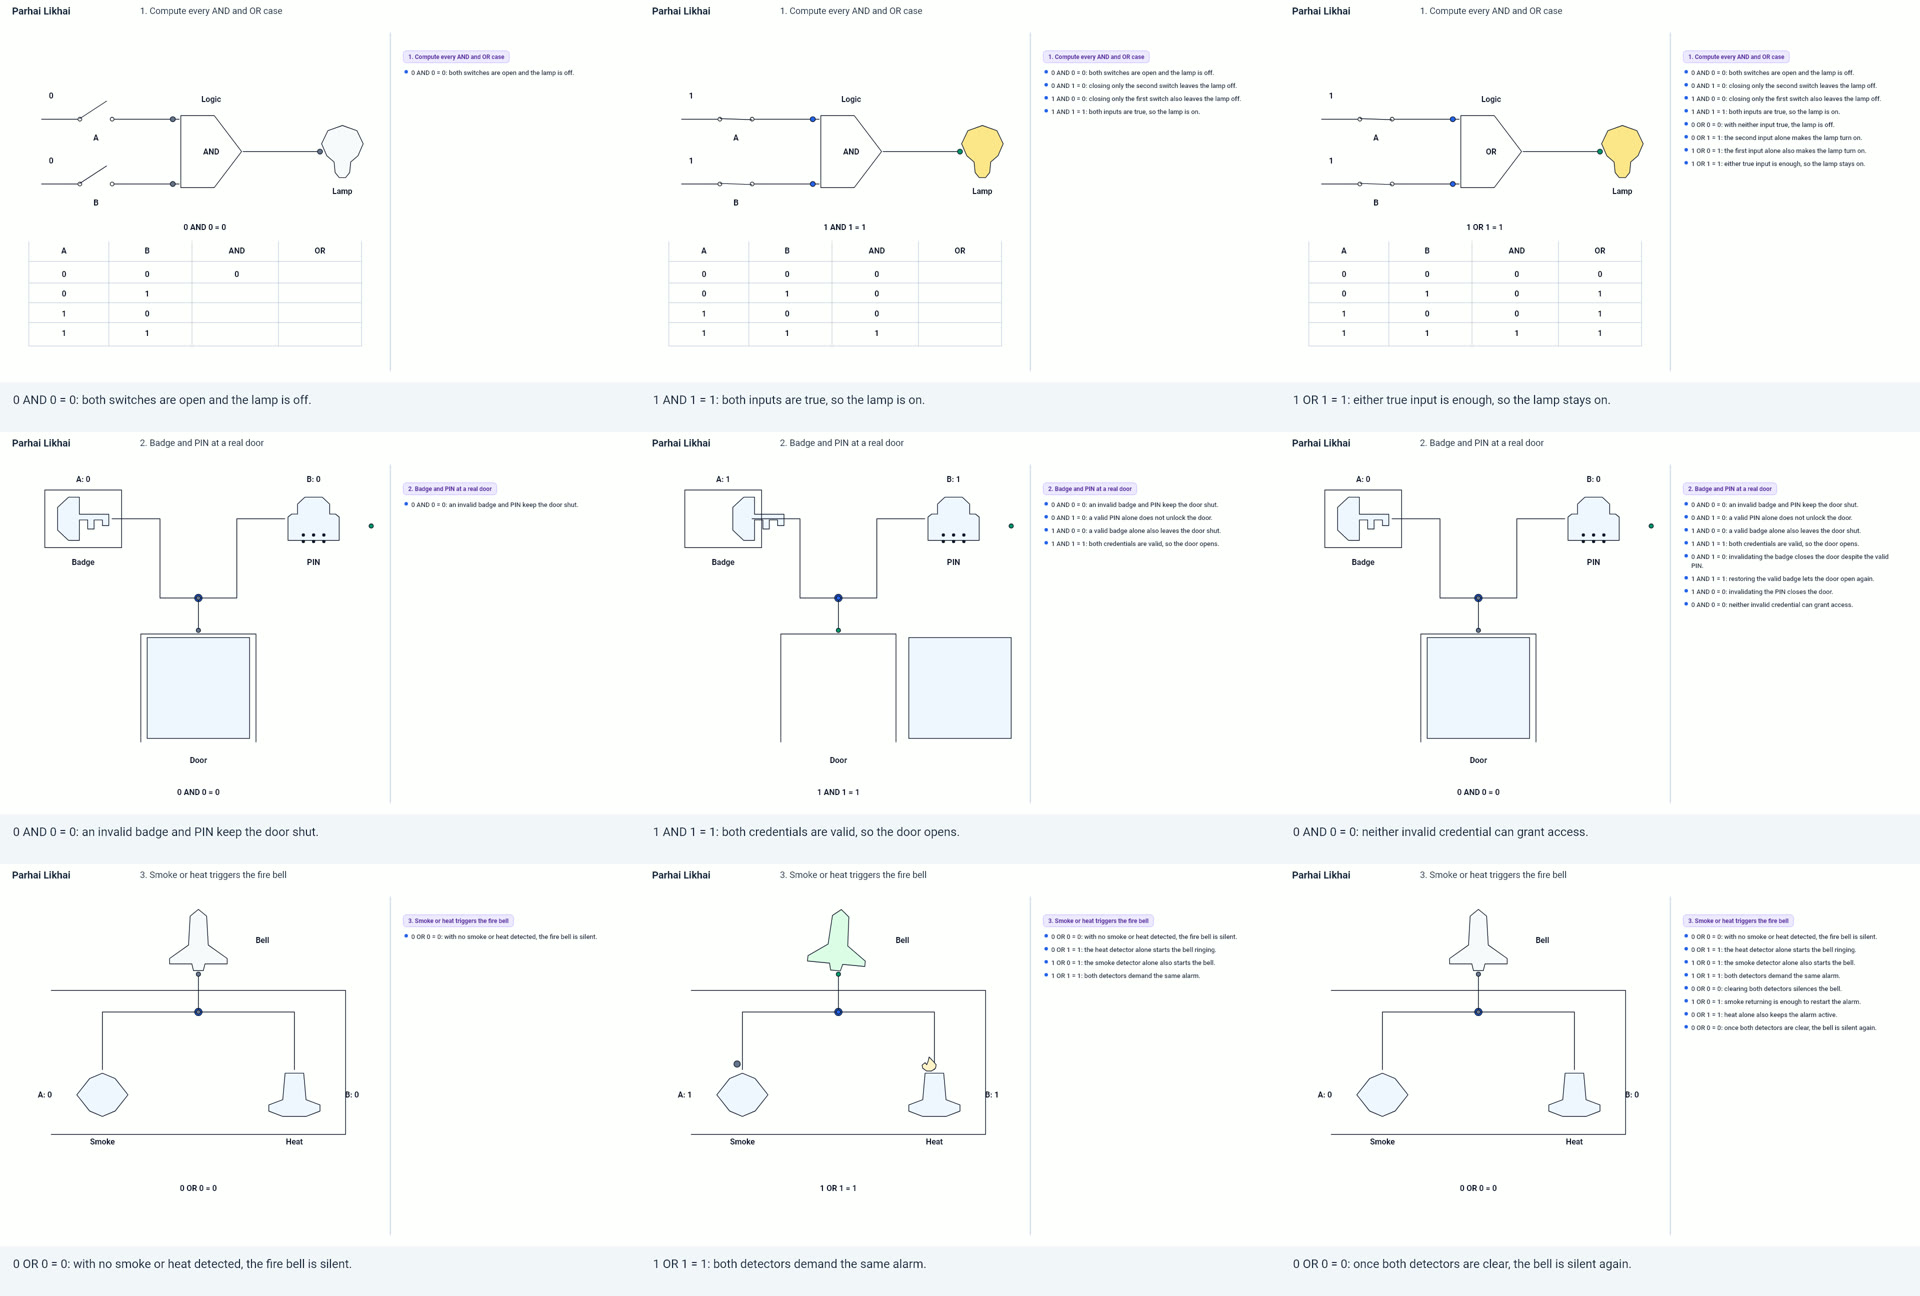 Parhai Likhai
1. Compute every AND and OR case
1. Compute every AND and OR case
0 AND 0 = 0: both switches are open and the lamp is off.
0
A
0
B
Logic
AND
Lamp
0 AND 0 = 0
A B AND OR
0 0 0
0 1
1 0
1 1
0 AND 0 = 0: both switches are open and the lamp is off.
Parhai Likhai
1. Compute every AND and OR case
1. Compute every AND and OR case
0 AND 0 = 0: both switches are open and the lamp is off.
0 AND 1 = 0: closing only the second switch leaves the lamp off.
1 AND 0 = 0: closing only the first switch also leaves the lamp off.
1 AND 1 = 1: both inputs are true, so the lamp is on.
1
A
1
B
Logic
AND
Lamp
1 AND 1 = 1
A B AND OR
0 0 0
0 1 0
1 0 0
1 1 1
1 AND 1 = 1: both inputs are true, so the lamp is on.
Parhai Likhai
1. Compute every AND and OR case
1. Compute every AND and OR case
0 AND 0 = 0: both switches are open and the lamp is off.
0 AND 1 = 0: closing only the second switch leaves the lamp off.
1 AND 0 = 0: closing only the first switch also leaves the lamp off.
1 AND 1 = 1: both inputs are true, so the lamp is on.
0 OR 0 = 0: with neither input true, the lamp is off.
0 OR 1 = 1: the second input alone makes the lamp turn on.
1 OR 0 = 1: the first input alone also makes the lamp turn on.
1 OR 1 = 1: either true input is enough, so the lamp stays on.
1
A
1
B
Logic
OR
Lamp
1 OR 1 = 1
A B AND OR
0 0 0 0
0 1 0 1
1 0 0 1
1 1 1 1
1 OR 1 = 1: either true input is enough, so the lamp stays on.
Parhai Likhai
2. Badge and PIN at a real door
2. Badge and PIN at a real door
0 AND 0 = 0: an invalid badge and PIN keep the door shut.
A: 0
Badge
B: 0
PIN
Door
0 AND 0 = 0
0 AND 0 = 0: an invalid badge and PIN keep the door shut.
Parhai Likhai
2. Badge and PIN at a real door
2. Badge and PIN at a real door
0 AND 0 = 0: an invalid badge and PIN keep the door shut.
0 AND 1 = 0: a valid PIN alone does not unlock the door.
1 AND 0 = 0: a valid badge alone also leaves the door shut.
1 AND 1 = 1: both credentials are valid, so the door opens.
A: 1
Badge
B: 1
PIN
Door
1 AND 1 = 1
1 AND 1 = 1: both credentials are valid, so the door opens.
Parhai Likhai
2. Badge and PIN at a real door
2. Badge and PIN at a real door
0 AND 0 = 0: an invalid badge and PIN keep the door shut.
0 AND 1 = 0: a valid PIN alone does not unlock the door.
1 AND 0 = 0: a valid badge alone also leaves the door shut.
1 AND 1 = 1: both credentials are valid, so the door opens.
0 AND 1 = 0: invalidating the badge closes the door despite the valid
PIN.
1 AND 1 = 1: restoring the valid badge lets the door open again.
1 AND 0 = 0: invalidating the PIN closes the door.
0 AND 0 = 0: neither invalid credential can grant access.
A: 0
Badge
B: 0
PIN
Door
0 AND 0 = 0
0 AND 0 = 0: neither invalid credential can grant access.
Parhai Likhai
3. Smoke or heat triggers the fire bell
3. Smoke or heat triggers the fire bell
0 OR 0 = 0: with no smoke or heat detected, the fire bell is silent.
Bell
A: 0
Smoke
B: 0
Heat
0 OR 0 = 0
0 OR 0 = 0: with no smoke or heat detected, the fire bell is silent.
Parhai Likhai
3. Smoke or heat triggers the fire bell
3. Smoke or heat triggers the fire bell
0 OR 0 = 0: with no smoke or heat detected, the fire bell is silent.
0 OR 1 = 1: the heat detector alone starts the bell ringing.
1 OR 0 = 1: the smoke detector alone also starts the bell.
1 OR 1 = 1: both detectors demand the same alarm.
Bell
A: 1
Smoke
B: 1
Heat
1 OR 1 = 1
1 OR 1 = 1: both detectors demand the same alarm.
Parhai Likhai
3. Smoke or heat triggers the fire bell
3. Smoke or heat triggers the fire bell
0 OR 0 = 0: with no smoke or heat detected, the fire bell is silent.
0 OR 1 = 1: the heat detector alone starts the bell ringing.
1 OR 0 = 1: the smoke detector alone also starts the bell.
1 OR 1 = 1: both detectors demand the same alarm.
0 OR 0 = 0: clearing both detectors silences the bell.
1 OR 0 = 1: smoke returning is enough to restart the alarm.
0 OR 1 = 1: heat alone also keeps the alarm active.
0 OR 0 = 0: once both detectors are clear, the bell is silent again.
Bell
A: 0
Smoke
B: 0
Heat
0 OR 0 = 0
0 OR 0 = 0: once both detectors are clear, the bell is silent again.